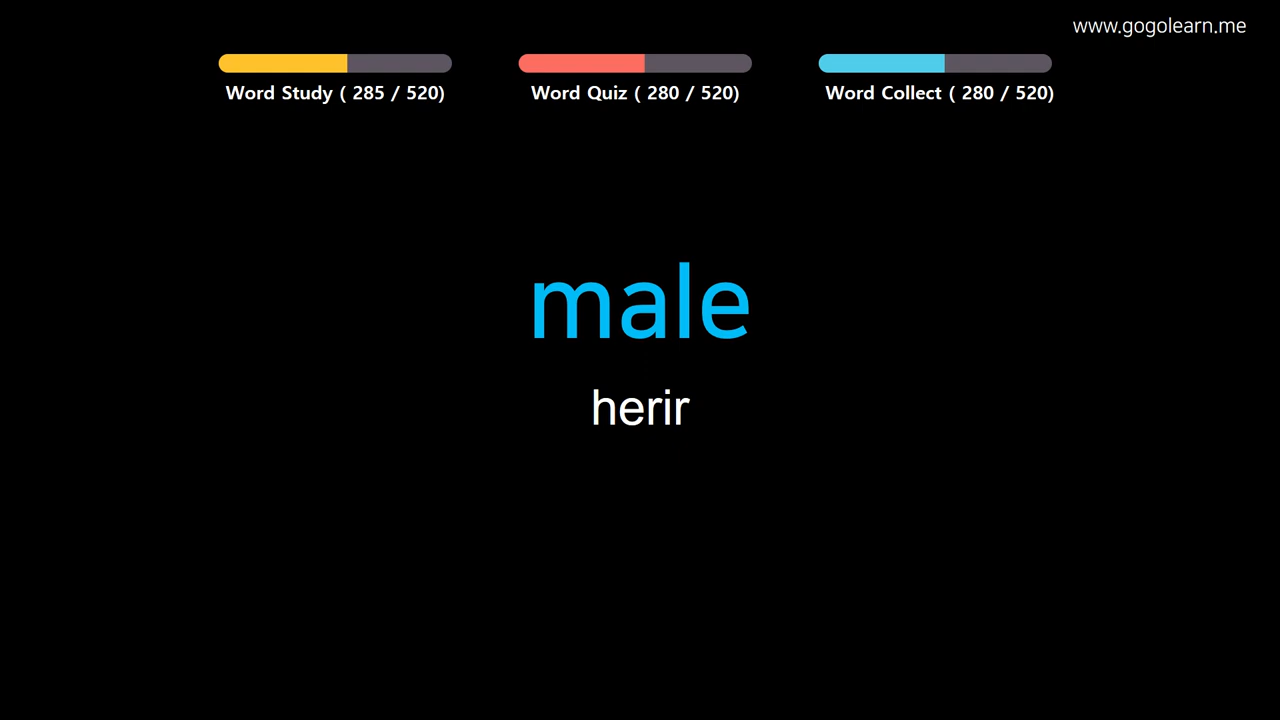 www.gogolearn.me
Word Study ( 285 / 520)
Word Quiz ( 280 / 520)
Word Collect ( 280 / 520)
male
herir